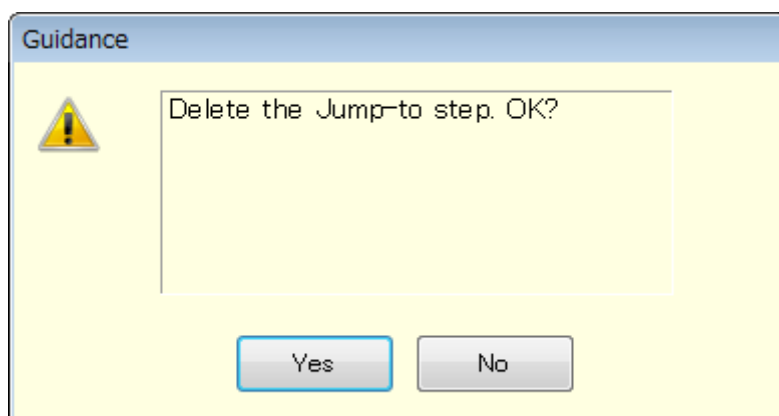 Guidance
Delete the Jump-to step. OK?
Yes
No